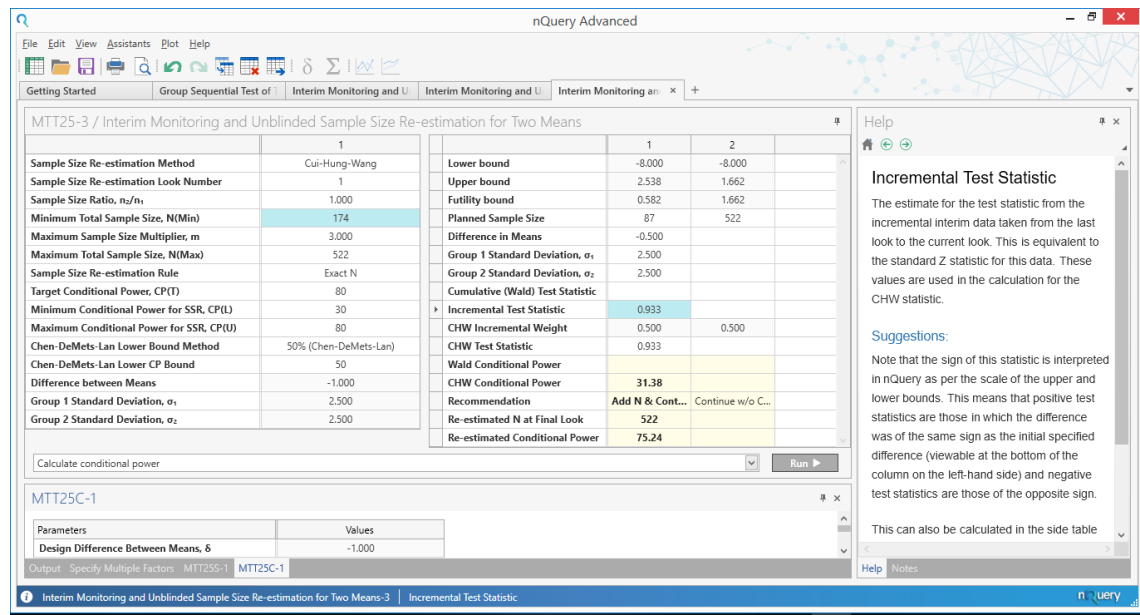 nQuery Advanced
File Edit View Assistants Plot Help
Getting Started
Group Sequential Test of
Interim Monitoring and U
Interim Monitoring and U
Interim Monitoring an × +
MTT25-3 / Interim Monitoring and Unblinded Sample Size Re-estimation for Two Means
1
Sample Size Re-estimation Method Cui-Hung-Wang
Sample Size Re-estimation Look Number 1
Sample Size Ratio, n₂/n₁ 1.000
Minimum Total Sample Size, N(Min) 174
Maximum Sample Size Multiplier, m 3.000
Maximum Total Sample Size, N(Max) 522
Sample Size Re-estimation Rule Exact N
Target Conditional Power, CP(T) 80
Minimum Conditional Power for SSR, CP(L) 30
Maximum Conditional Power for SSR, CP(U) 80
Chen-DeMets-Lan Lower Bound Method 50% (Chen-DeMets-Lan)
Chen-DeMets-Lan Lower CP Bound 50
Difference between Means -1.000
Group 1 Standard Deviation, σ₁ 2.500
Group 2 Standard Deviation, σ₂ 2.500
1 2
Lower bound -8.000 -8.000
Upper bound 2.538 1.662
Futility bound 0.582 1.662
Planned Sample Size 87 522
Difference in Means -0.500
Group 1 Standard Deviation, σ₁ 2.500
Group 2 Standard Deviation, σ₂ 2.500
Cumulative (Wald) Test Statistic
Incremental Test Statistic 0.933
CHW Incremental Weight 0.500 0.500
CHW Test Statistic 0.933
Wald Conditional Power
CHW Conditional Power 31.38
Recommendation Add N & Cont... Continue w/o C...
Re-estimated N at Final Look 522
Re-estimated Conditional Power 75.24
Calculate conditional power Run
MTT25C-1
Parameters Values
Design Difference Between Means, δ -1.000
Output Specify Multiple Factors MTT25S-1 MTT25C-1
Help
Incremental Test Statistic
The estimate for the test statistic from the
incremental interim data taken from the last
look to the current look. This is equivalent to
the standard Z statistic for this data. These
values are used in the calculation for the
CHW statistic.
Suggestions:
Note that the sign of this statistic is interpreted
in nQuery as per the scale of the upper and
lower bounds. This means that positive test
statistics are those in which the difference
was of the same sign as the initial specified
difference (viewable at the bottom of the
column on the left-hand side) and negative
test statistics are those of the opposite sign.
This can also be calculated in the side table
Help Notes
Interim Monitoring and Unblinded Sample Size Re-estimation for Two Means-3 | Incremental Test Statistic
nQuery